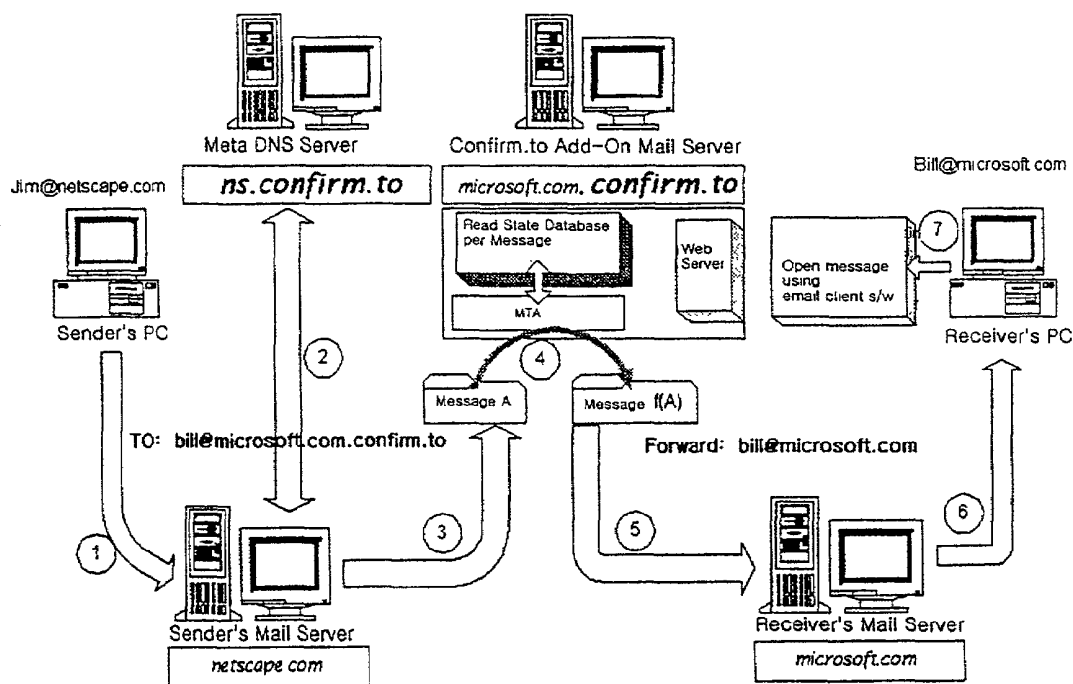 Meta DNS Server
Confirm.to Add-On Mail Server
ns.confirm.to
microsoft.com. confirm.to
Jim@netscape.com
Bill@microsoft.com
Read State Database
per Message
Web
Server
MTA
Open message
using
email client s/w
7
Sender's PC
Receiver's PC
2
4
Message A
Message f(A)
TO: bill@microsoft.com.confirm.to
Forward: bill@microsoft.com
1
3
5
6
Sender's Mail Server
Receiver's Mail Server
netscape com
microsoft.com